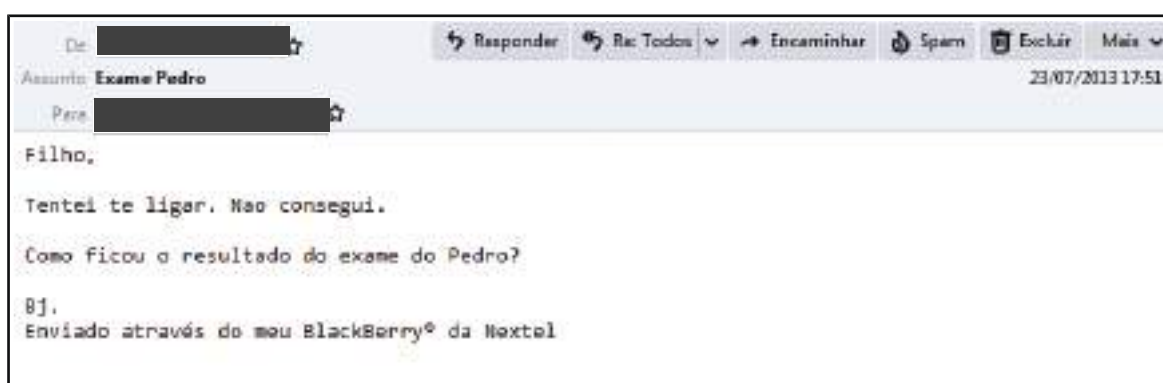 De
Responder Re: Todos Encaminhar Spam Excluir Mais
Assunto Exame Pedro
23/07/2013 17:51
Para
Filho,
Tentei te ligar. Nao consegui.
Como ficou o resultado do exame do Pedro?
Bj.
Enviado através do meu BlackBerry® da Nextel